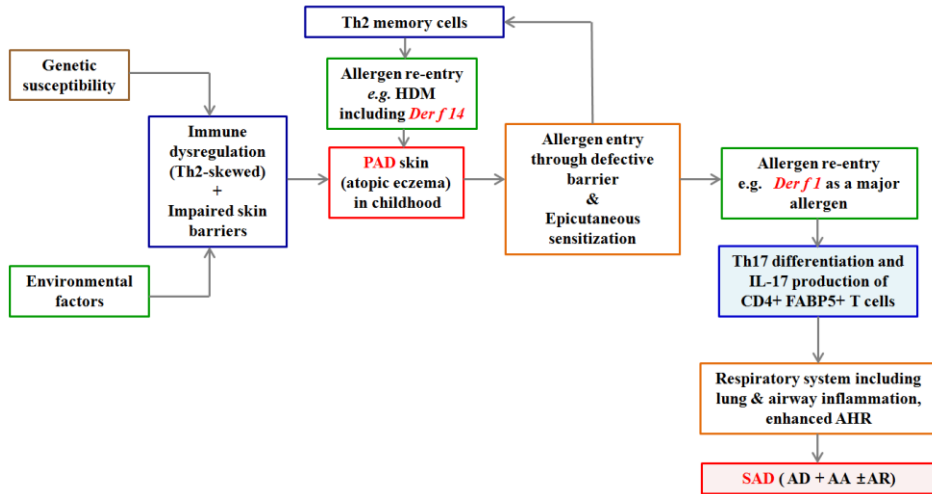 Th2 memory cells
Genetic
susceptibility
Allergen re-entry
e.g. HDM
including Der f 14
Immune
dysregulation
(Th2-skewed)
+
Impaired skin
barriers
PAD skin
(atopic eczema)
in childhood
Allergen entry
through defective
barrier
&
Epicutaneous
sensitization
Allergen re-entry
e.g. Der f 1 as a major
allergen
Environmental
factors
Th17 differentiation and
IL-17 production of
CD4+ FABP5+ T cells
Respiratory system including
lung & airway inflammation,
enhanced AHR
SAD ( AD + AA ±AR)